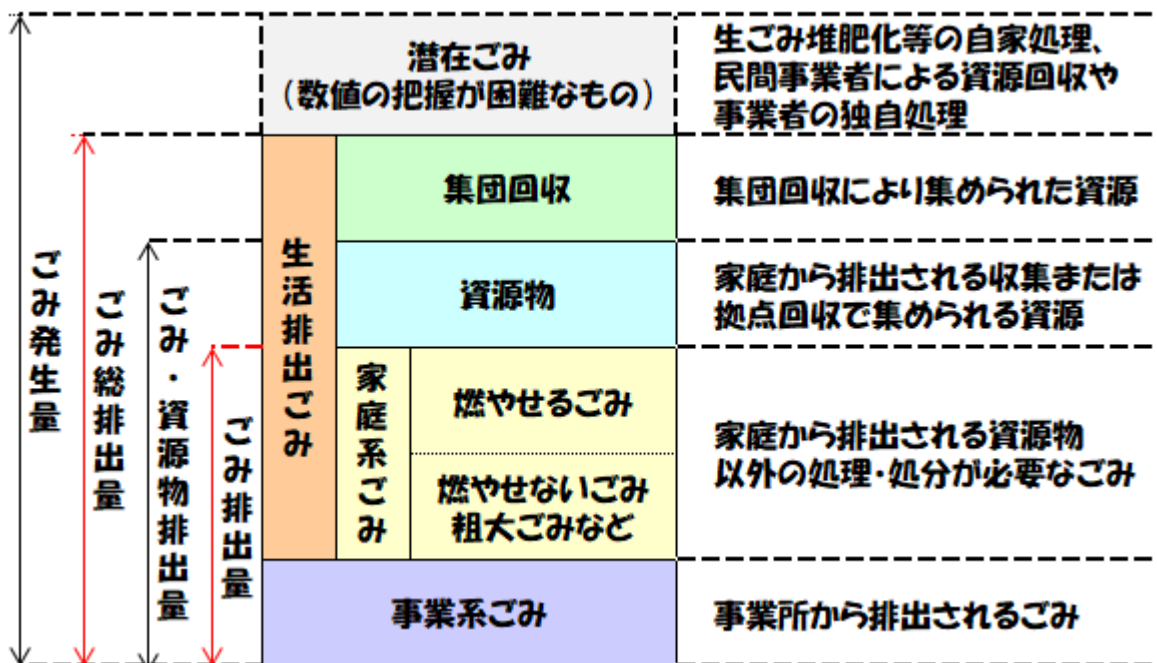 ごみ発生量
ごみ総排出量
ごみ・資源物排出量
ごみ排出量
潜在ごみ
（数値の把握が困難なもの）
生ごみ堆肥化等の自家処理、
民間事業者による資源回収や
事業者の独自処理
生活排出ごみ
集団回収
集団回収により集められた資源
資源物
家庭から排出される収集または
拠点回収で集められる資源
家庭系ごみ
燃やせるごみ
燃やせないごみ
粗大ごみなど
家庭から排出される資源物
以外の処理・処分が必要なごみ
事業系ごみ
事業所から排出されるごみ